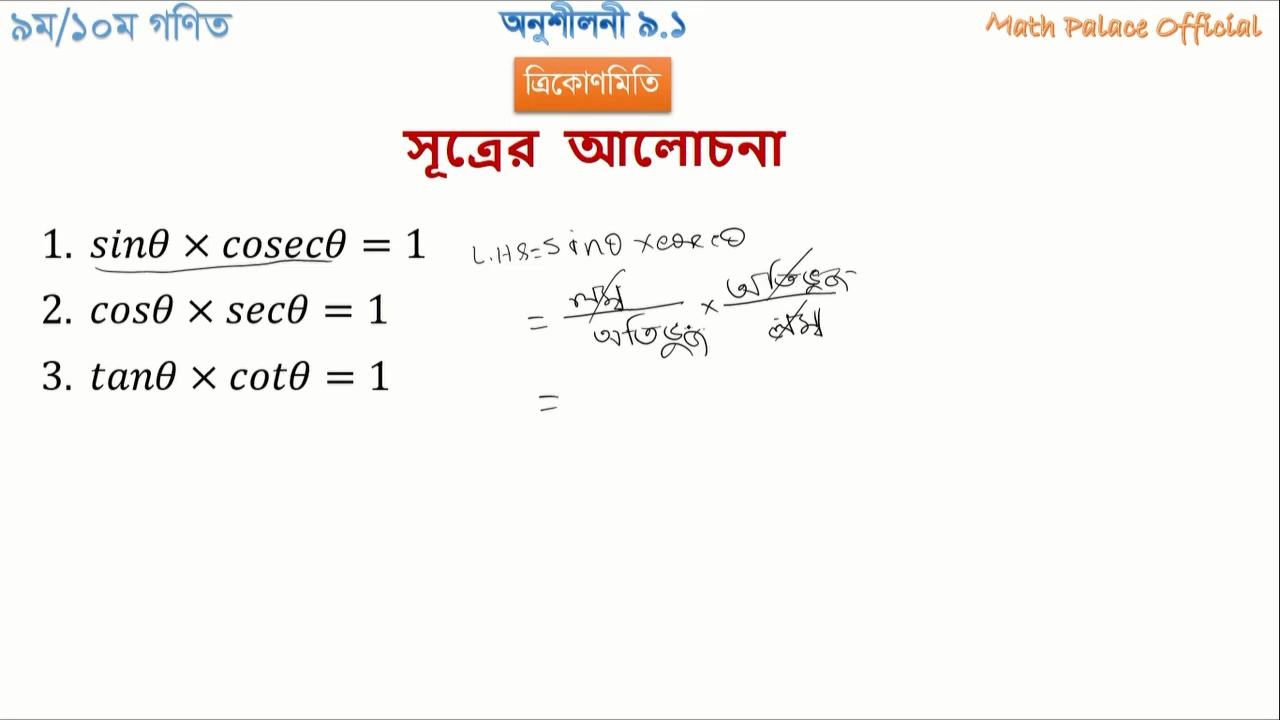 ৯ম/১০ম গণিত
অনুশীলনী ৯.১
Math Palace Official
ত্রিকোণমিতি
সূত্রের আলোচনা
1. sinθ × cosecθ = 1
2. cosθ × secθ = 1
3. tanθ × cotθ = 1
L.H.S = sinθ × cosecθ
= লম্ব/অতিভুজ × অতিভুজ/লম্ব
=